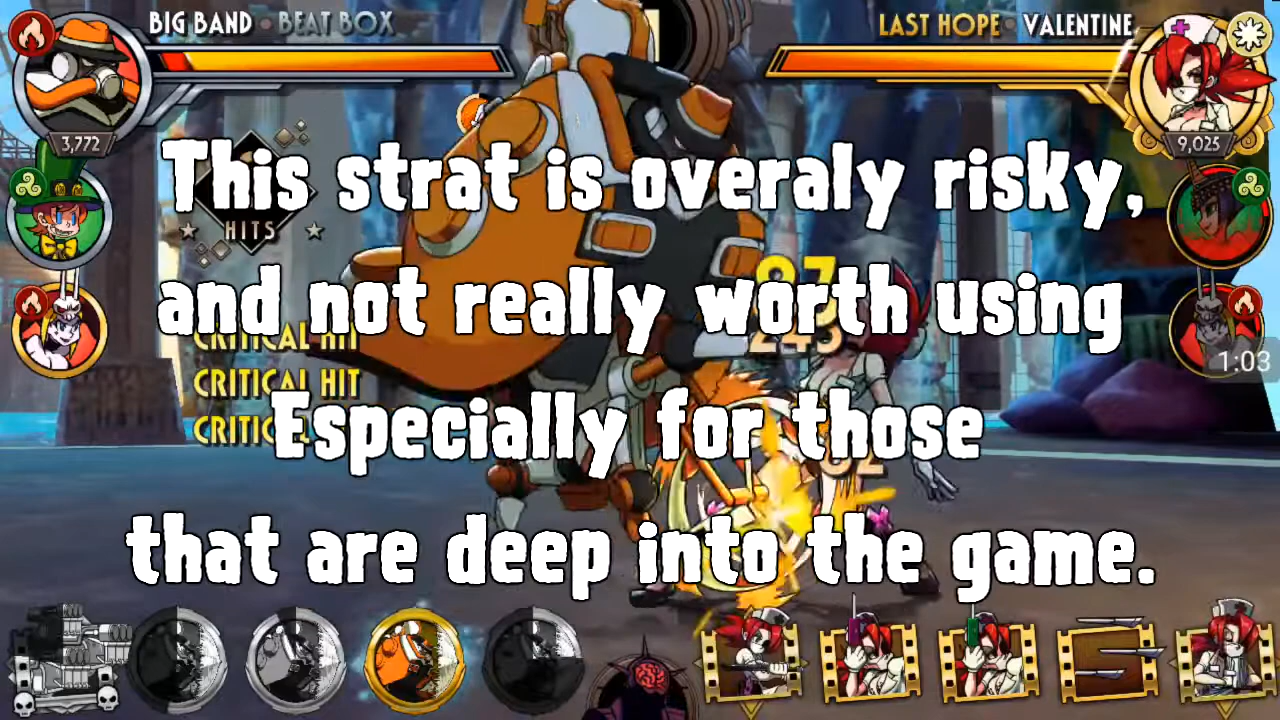 BIG BAND • BEAT BOX
LAST HOPE • VALENTINE
3,772
9,025
HITS
This strat is overaly risky,
and not really worth using
Especially for those
that are deep into the game.
CRITICAL HIT
CRITICAL HIT
1:03